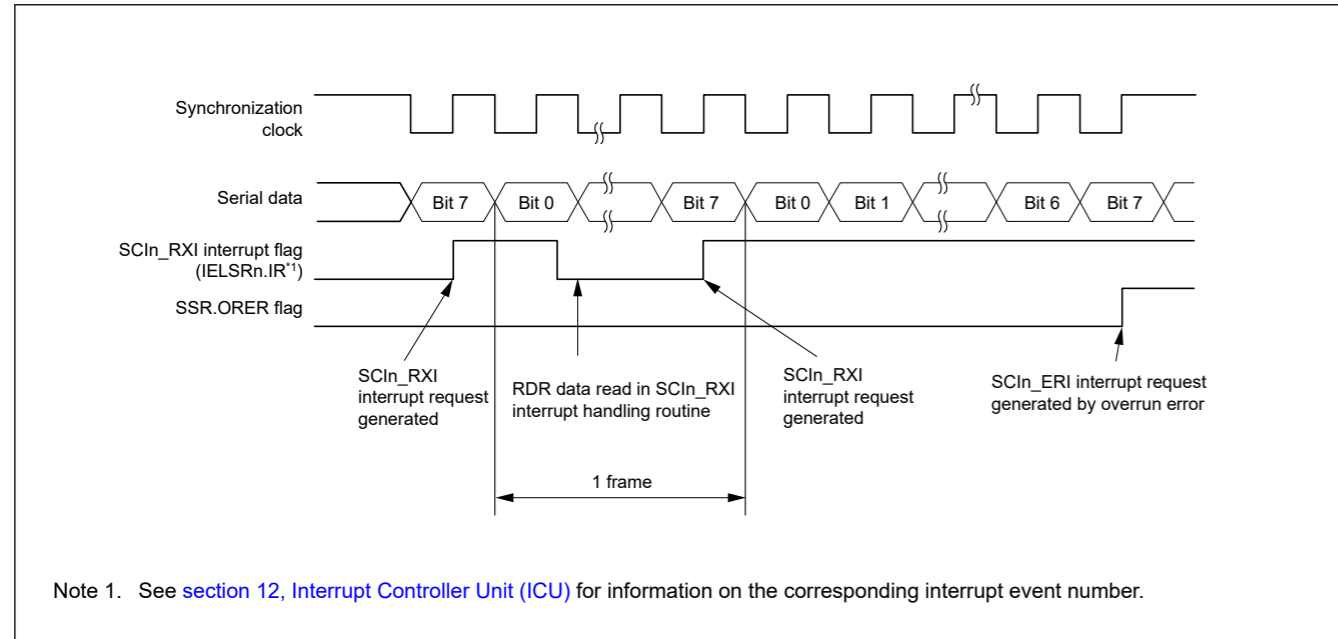 Synchronization
clock
Serial data
Bit 7
Bit 0
Bit 7
Bit 0
Bit 1
Bit 6
Bit 7
SCIn_RXI interrupt flag
(IELSRn.IR*1)
SSR.ORER flag
SCIn_RXI
interrupt request
generated
RDR data read in SCIn_RXI
interrupt handling routine
SCIn_RXI
interrupt request
generated
SCIn_ERI interrupt request
generated by overrun error
1 frame
Note 1. See section 12, Interrupt Controller Unit (ICU) for information on the corresponding interrupt event number.